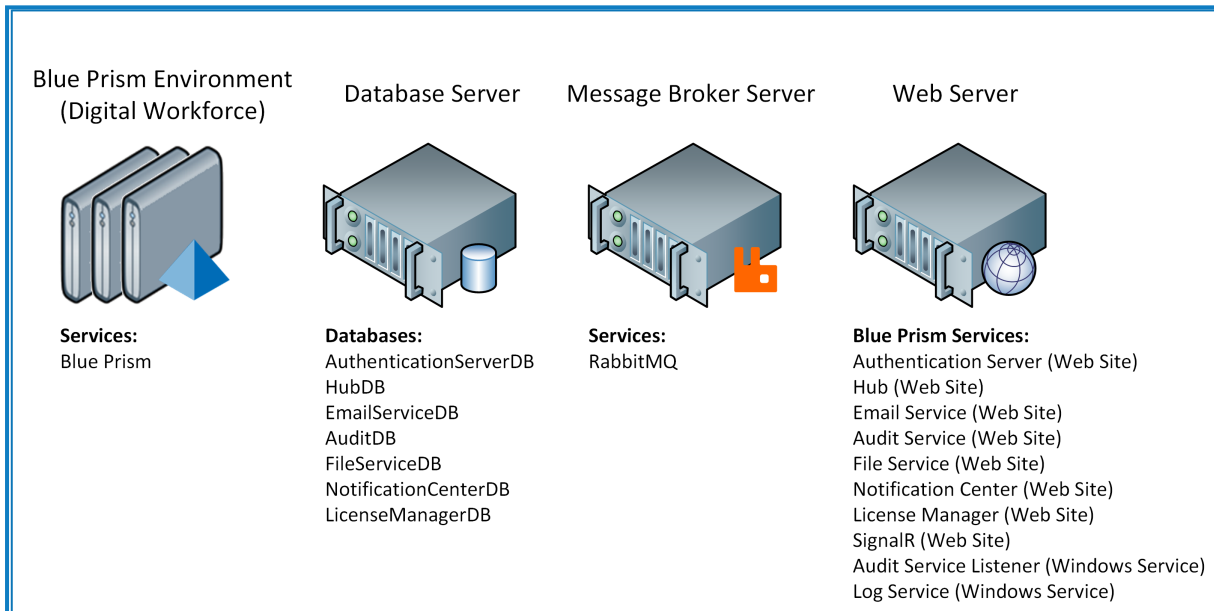 Blue Prism Environment
(Digital Workforce)
Database Server
Message Broker Server
Web Server
Services:
Blue Prism
Databases:
AuthenticationServerDB
HubDB
EmailServiceDB
AuditDB
FileServiceDB
NotificationCenterDB
LicenseManagerDB
Services:
RabbitMQ
Blue Prism Services:
Authentication Server (Web Site)
Hub (Web Site)
Email Service (Web Site)
Audit Service (Web Site)
File Service (Web Site)
Notification Center (Web Site)
License Manager (Web Site)
SignalR (Web Site)
Audit Service Listener (Windows Service)
Log Service (Windows Service)